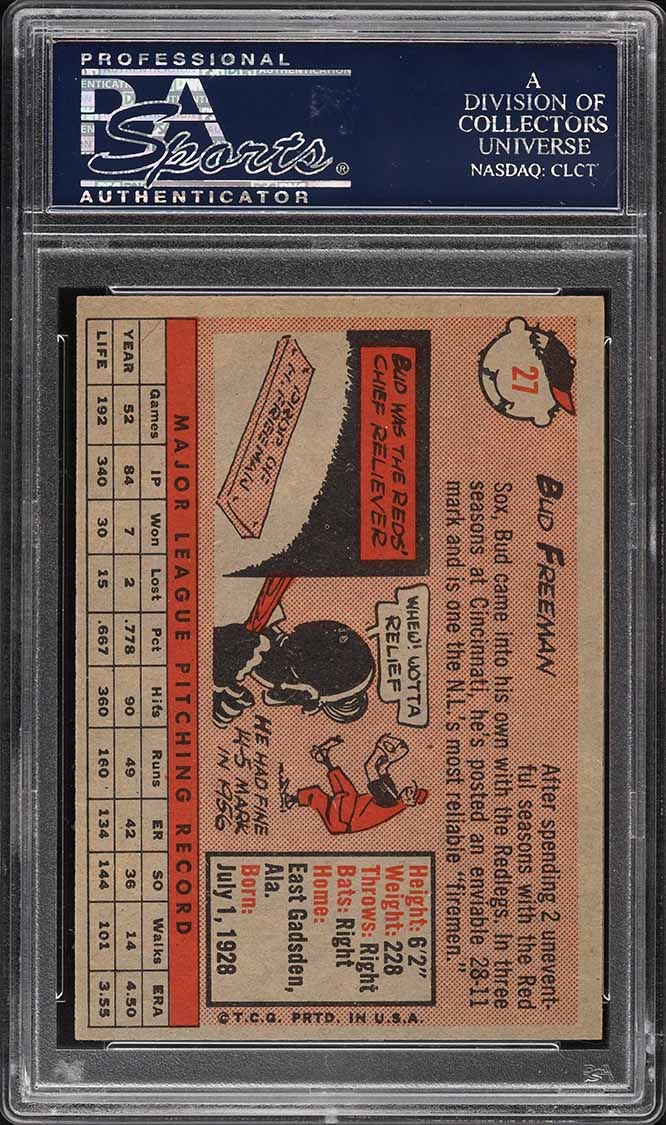 PROFESSIONAL
PSA
Sports®
AUTHENTICATOR
A
DIVISION OF
COLLECTORS
UNIVERSE
NASDAQ: CLCT
27
BUD FREEMAN
After spending 2 unevent-
ful seasons with the Red
Sox, Bud came into his own with the Redlegs. In three
seasons at Cincinnati, he's posted an enviable 28-11
mark and is one the N.L.'s most reliable "firemen."
BUD WAS THE REDS'
CHIEF RELIEVER
PROP. OF
H. FREEMAN
WHEW! WOTTA
RELIEF
HE HAD FINE
14-5 MARK
IN 1956
Height: 6'2"
Weight: 228
Throws: Right
Bats: Right
Home:
East Gadsden,
Ala.
Born:
July 1, 1928
©T.C.G. PRTD. IN U.S.A.
MAJOR LEAGUE PITCHING RECORD
Games IP Won Lost Pct Hits Runs ER SO Walks ERA
YEAR 52 84 7 2 .778 90 49 42 36 14 4.50
LIFE 192 340 30 15 .667 360 160 134 144 101 3.55